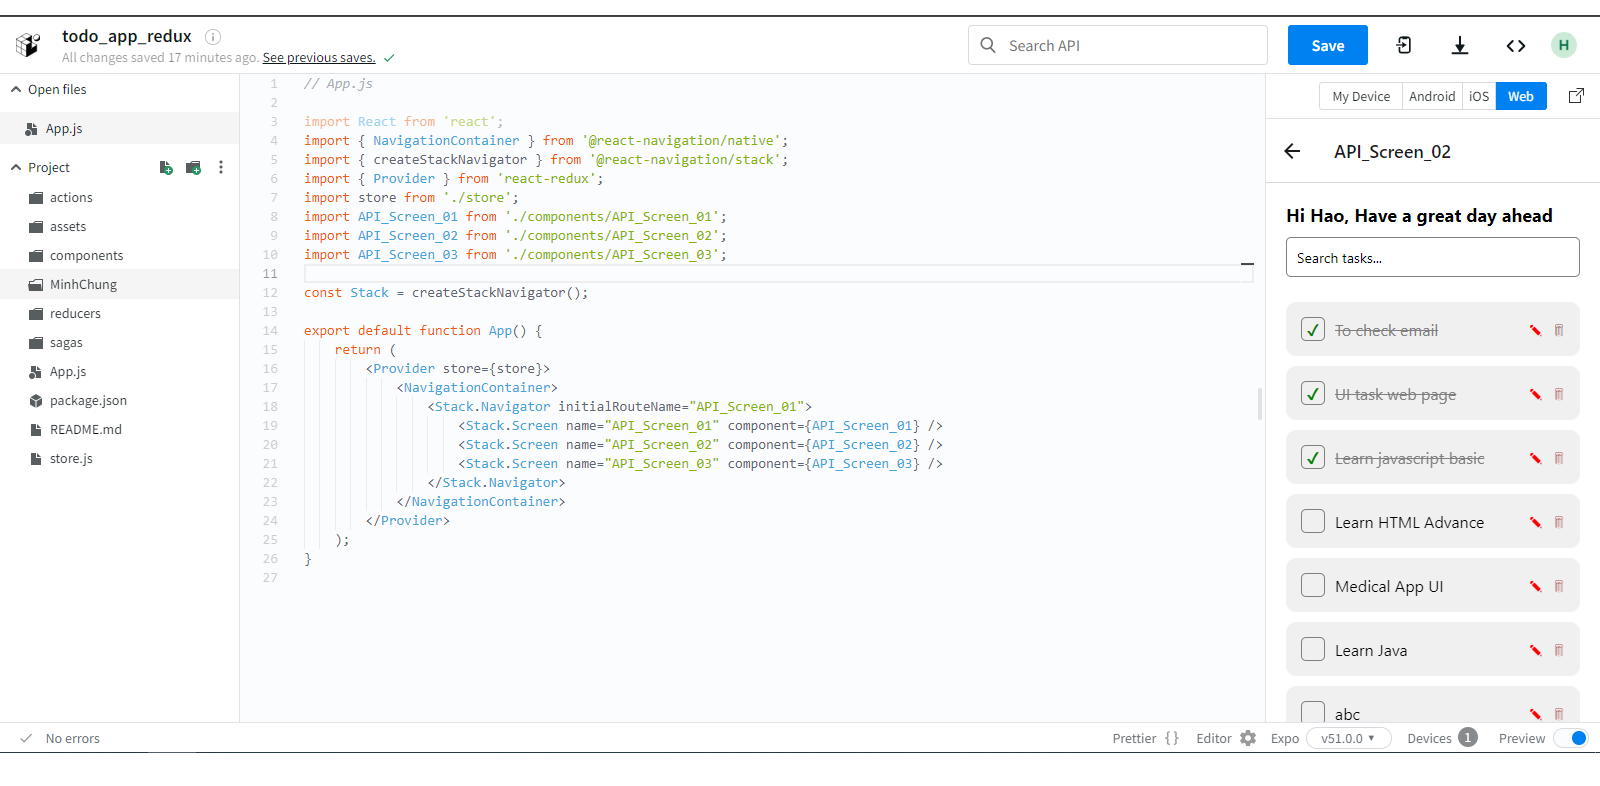 todo_app_redux
All changes saved 17 minutes ago. See previous saves.
Search API
Save
H
Open files
App.js
Project
actions
assets
components
MinhChung
reducers
sagas
App.js
package.json
README.md
store.js
1 // App.js
2
3 import React from 'react';
4 import { NavigationContainer } from '@react-navigation/native';
5 import { createStackNavigator } from '@react-navigation/stack';
6 import { Provider } from 'react-redux';
7 import store from './store';
8 import API_Screen_01 from './components/API_Screen_01';
9 import API_Screen_02 from './components/API_Screen_02';
10 import API_Screen_03 from './components/API_Screen_03';
11
12 const Stack = createStackNavigator();
13
14 export default function App() {
15     return (
16         <Provider store={store}>
17             <NavigationContainer>
18                 <Stack.Navigator initialRouteName="API_Screen_01">
19                     <Stack.Screen name="API_Screen_01" component={API_Screen_01} />
20                     <Stack.Screen name="API_Screen_02" component={API_Screen_02} />
21                     <Stack.Screen name="API_Screen_03" component={API_Screen_03} />
22                 </Stack.Navigator>
23             </NavigationContainer>
24         </Provider>
25     );
26 }
27
My Device Android iOS Web
API_Screen_02
Hi Hao, Have a great day ahead
Search tasks...
To check email
UI task web page
Learn javascript basic
Learn HTML Advance
Medical App UI
Learn Java
abc
No errors
Prettier {} Editor Expo v51.0.0 Devices 1 Preview